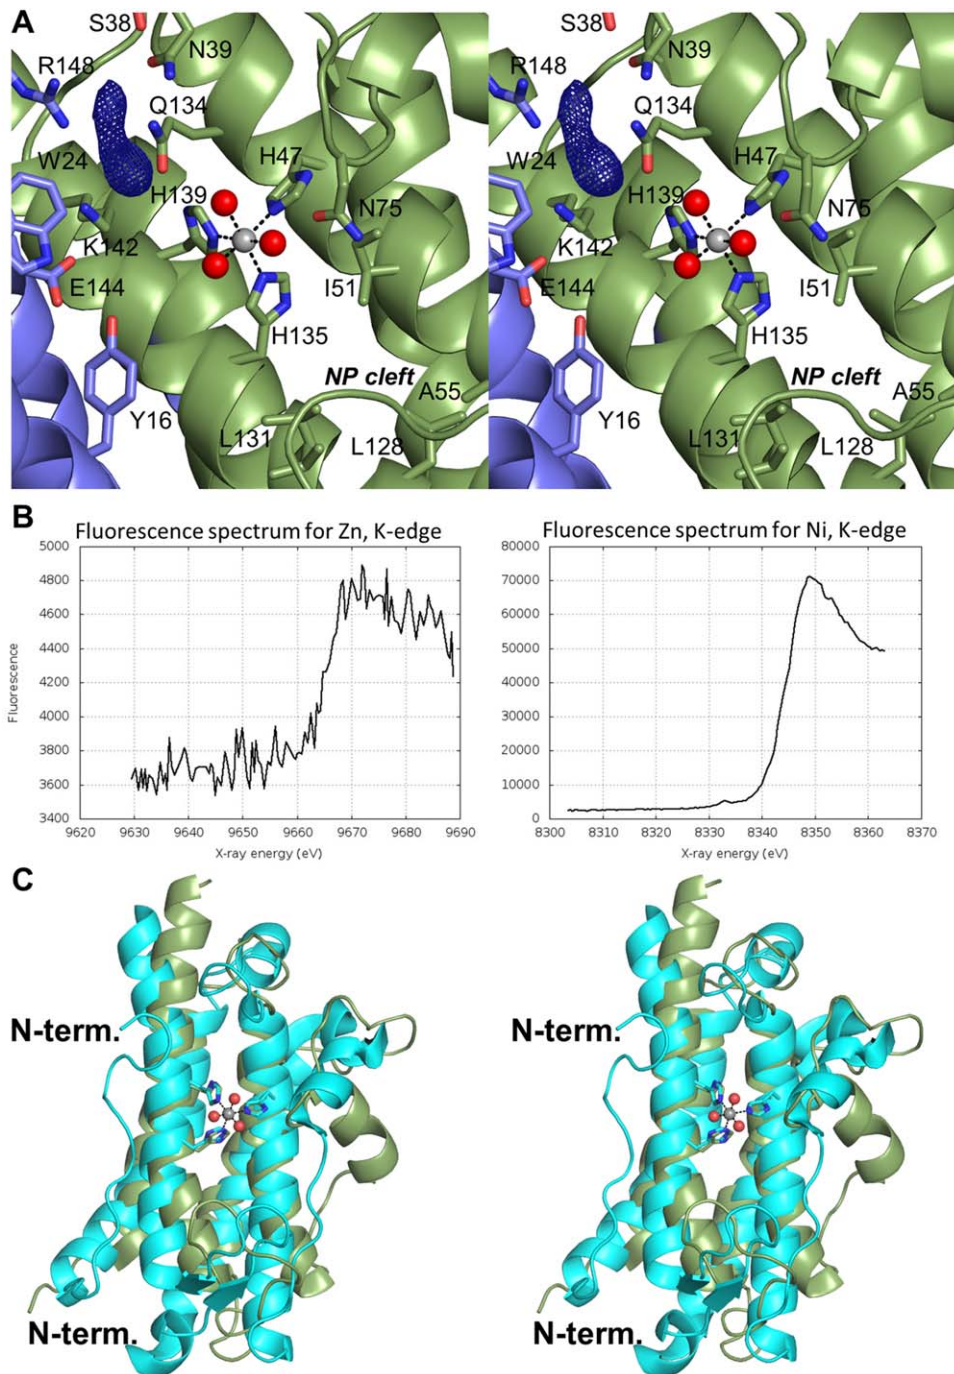 A
S38
N39
R148
Q134
W24
H47
H139
N75
K142
E144
I51
H135
NP cleft
A55
Y16
L131
L128
S38
N39
R148
Q134
W24
H47
H139
N75
K142
E144
I51
H135
NP cleft
A55
Y16
L131
L128
B
Fluorescence spectrum for Zn, K-edge
5000
4800
4600
4400
4200
4000
3800
3600
3400
Fluorescence
9620 9630 9640 9650 9660 9670 9680 9690
X-ray energy (eV)
Fluorescence spectrum for Ni, K-edge
80000
70000
60000
50000
40000
30000
20000
10000
0
8300 8310 8320 8330 8340 8350 8360 8370
X-ray energy (eV)
C
N-term.
N-term.
N-term.
N-term.